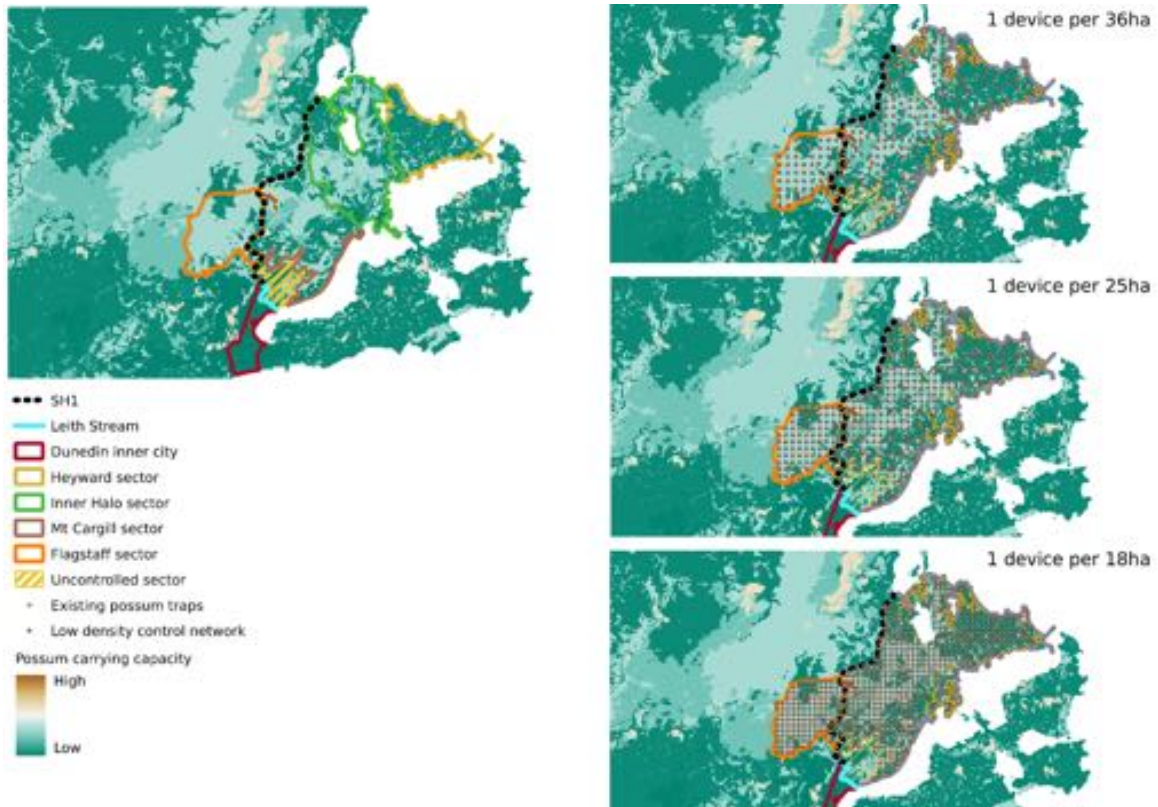 1 device per 36ha
1 device per 25ha
1 device per 18ha
SH1
Leith Stream
Dunedin inner city
Heyward sector
Inner Halo sector
Mt Cargill sector
Flagstaff sector
Uncontrolled sector
Existing possum traps
Low density control network
Possum carrying capacity
High
Low